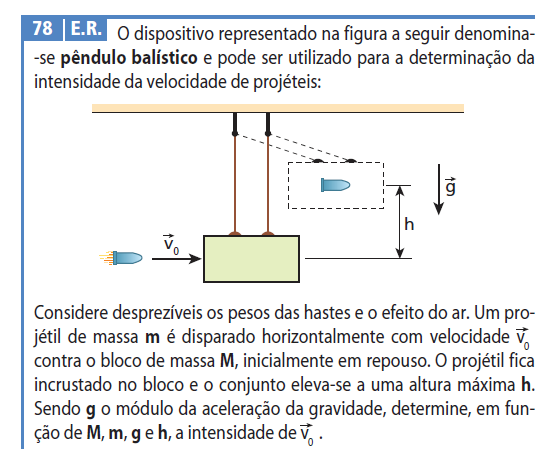 78 E.R. O dispositivo representado na figura a seguir denomina-
-se pêndulo balístico e pode ser utilizado para a determinação da
intensidade da velocidade de projéteis:
g
h
v0
Considere desprezíveis os pesos das hastes e o efeito do ar. Um pro-
jétil de massa m é disparado horizontalmente com velocidade v0
contra o bloco de massa M, inicialmente em repouso. O projétil fica
incrustado no bloco e o conjunto eleva-se a uma altura máxima h.
Sendo g o módulo da aceleração da gravidade, determine, em fun-
ção de M, m, g e h, a intensidade de v0 .